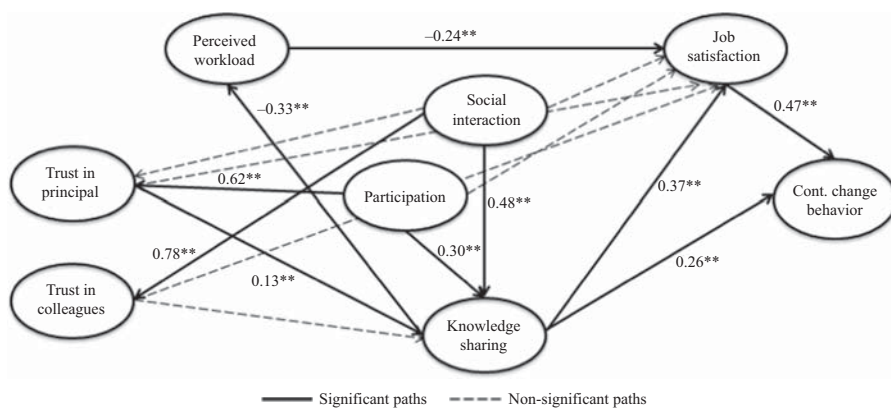 Perceived
workload
–0.24**
Job
satisfaction
–0.33**
Social
interaction
0.47**
Trust in
principal
0.62**
Participation
0.48**
0.37**
Cont. change
behavior
0.78**
0.30**
0.26**
0.13**
Trust in
colleagues
Knowledge
sharing
Significant paths
Non-significant paths